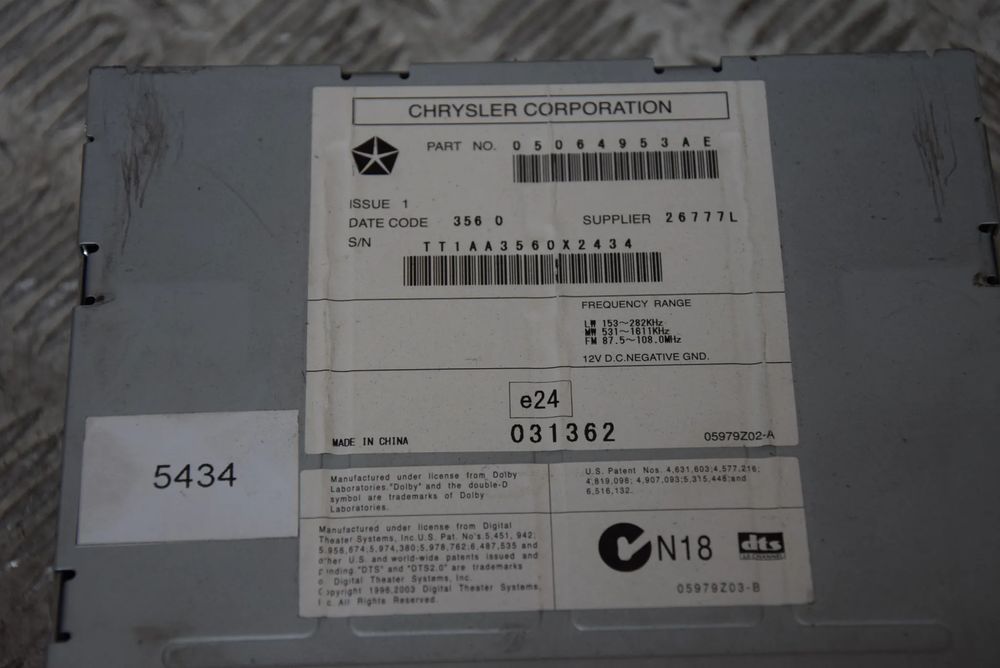 CHRYSLER CORPORATION
PART NO. 05064953AE
ISSUE 1
DATE CODE 356 0 SUPPLIER 26777L
S/N TT1AA3560X2434
FREQUENCY RANGE
LW 153~282KHz
MW 531~1611KHz
FM 87.5~108.0MHz
12V D.C.NEGATIVE GND.
e24
031362
MADE IN CHINA 05979Z02-A
5434
Manufactured under license from Dolby
Laboratories."Dolby" and the double-D
symbol are trademarks of Dolby
Laboratories.
U.S. Patent Nos. 4,631,603;4,577,216;
4,819,098; 4,907,093;5,315,448;and
6,516,132.
Manufactured under license from Digital
Theater Systems, Inc.U.S. Pat. No's.5,451, 942;
5,956,674;5,974,380;5,978,762;6,487,535 and
other U.S. and world-wide patents issued and
pending."DTS" and "DTS2.0" are trademarks
of Digital Theater Systems, Inc.
Copyright 1996,2003 Digital Theater Systems,
Inc. All Rights Reserved.
N18
dts
05979Z03-B